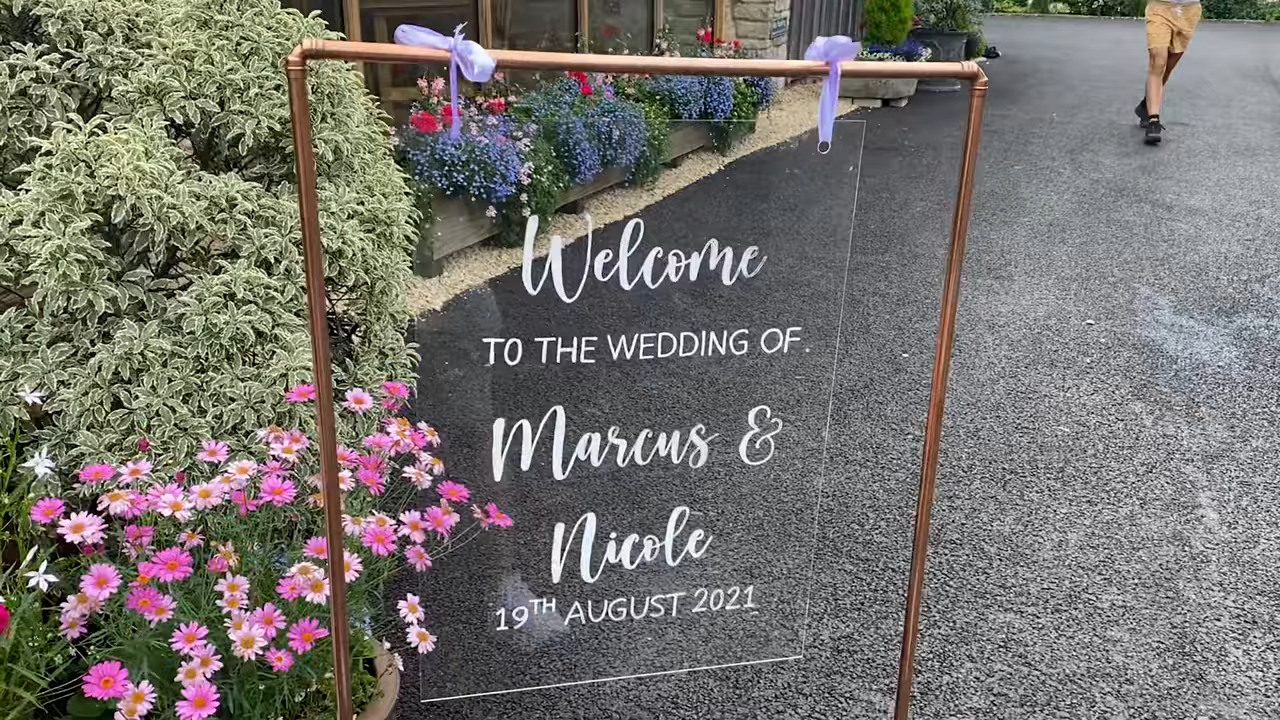 Welcome
TO THE WEDDING OF
Marcus &
Nicole
19TH AUGUST 2021